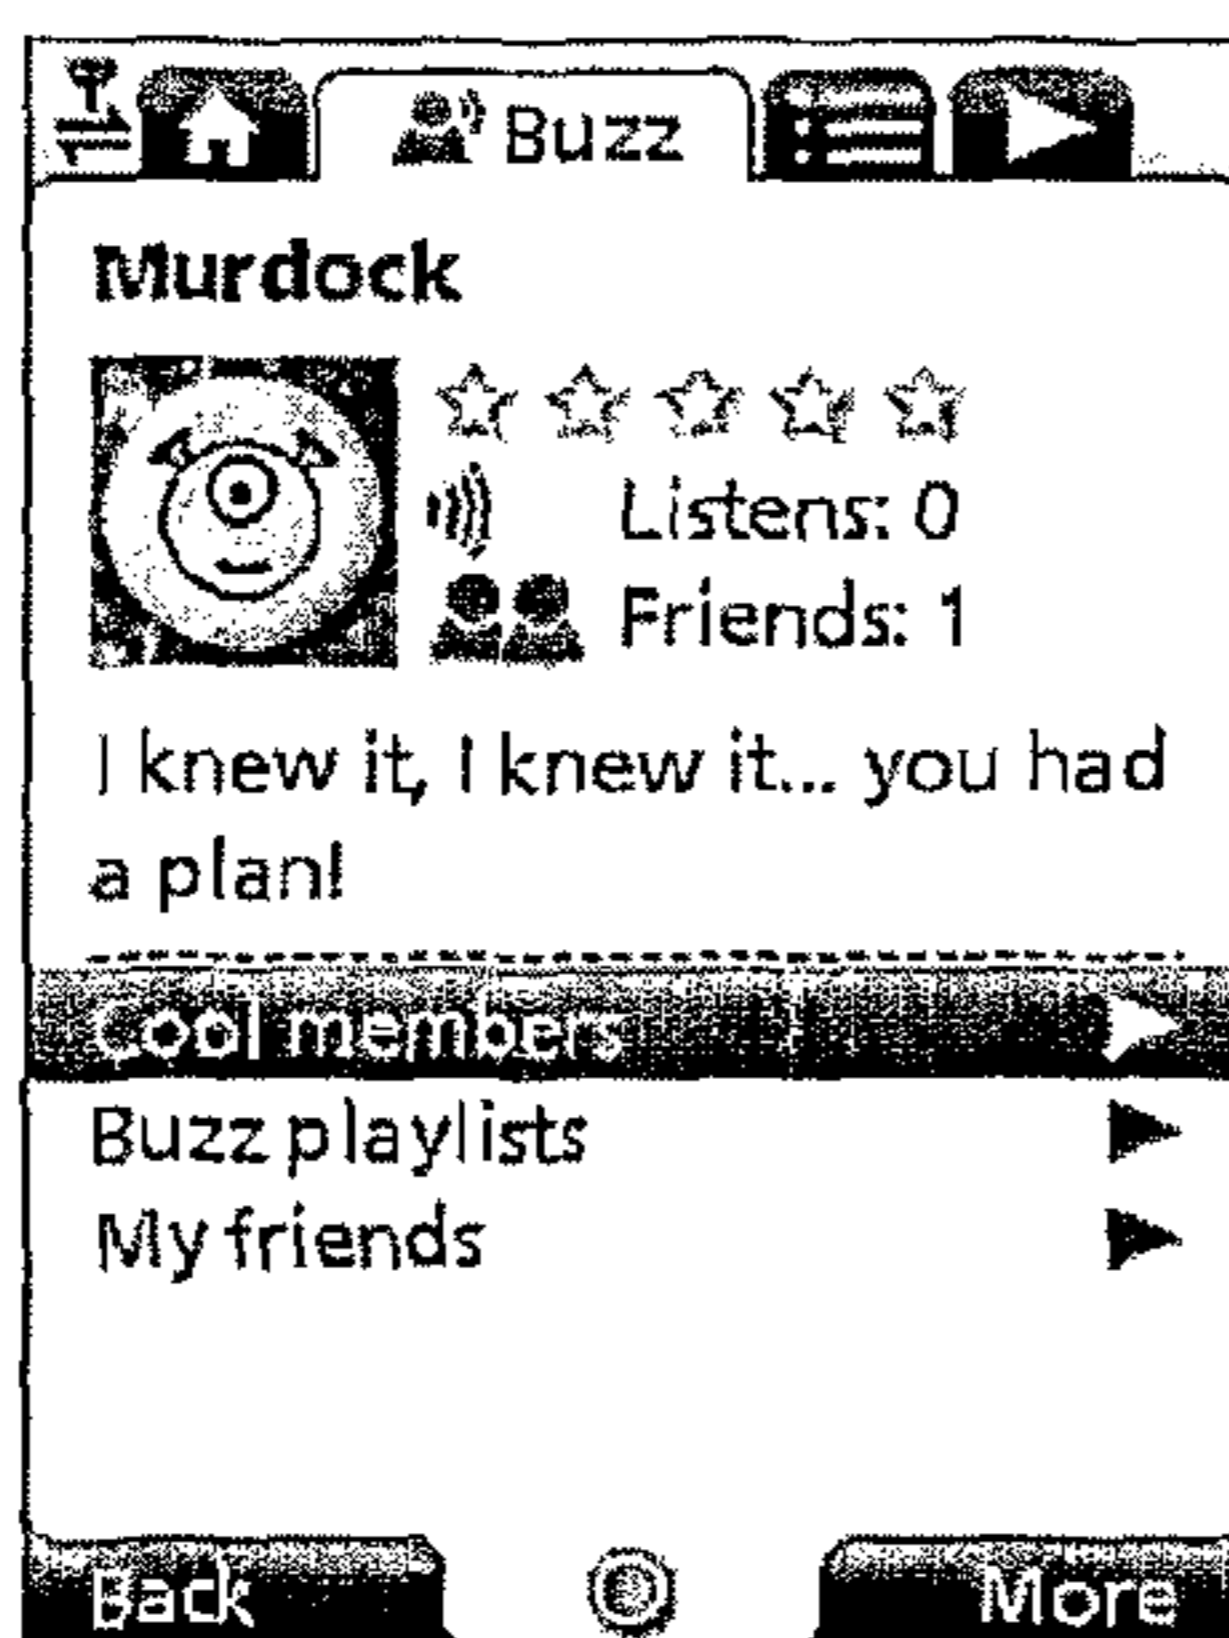 Buzz
Murdock
Listens: 0
Friends: 1
I knew it, I knew it... you had
a plan!
Cool members
Buzz playlists
My friends
Back
More